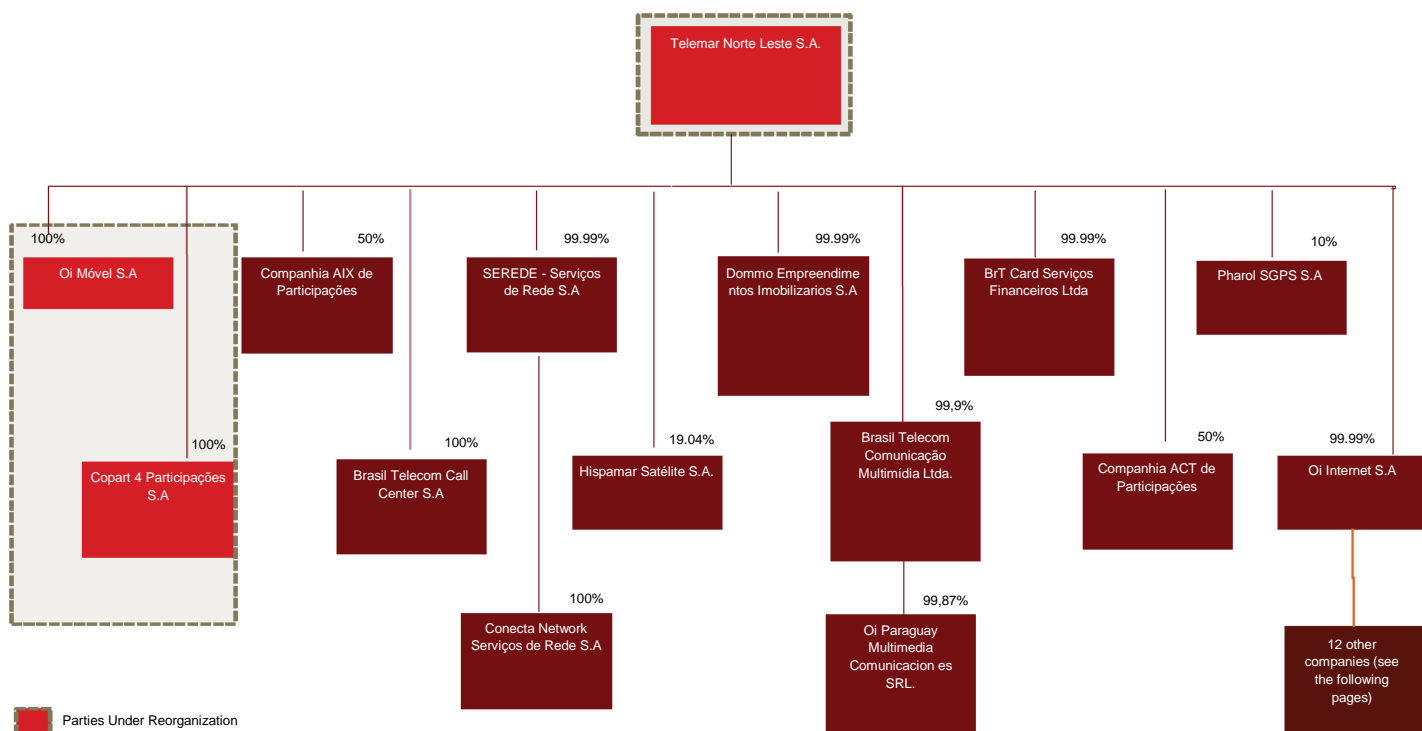 Telemar Norte Leste S.A.
100%
50%
99.99%
99.99%
99.99%
10%
Oi Móvel S.A
Companhia AIX de
Participações
SEREDE - Serviços
de Rede S.A
Dommo Empreendime
ntos Imobilizarios S.A
BrT Card Serviços
Financeiros Ltda
Pharol SGPS S.A
100%
100%
19.04%
99,9%
50%
99.99%
Copart 4 Participações
S.A
Brasil Telecom Call
Center S.A
Hispamar Satélite S.A.
Brasil Telecom
Comunicação
Multimídia Ltda.
Companhia ACT de
Participações
Oi Internet S.A
100%
99,87%
Conecta Network
Serviços de Rede S.A
Oi Paraguay
Multimedia
Comunicacion es
SRL.
12 other
companies (see
the following
pages)
Parties Under Reorganization